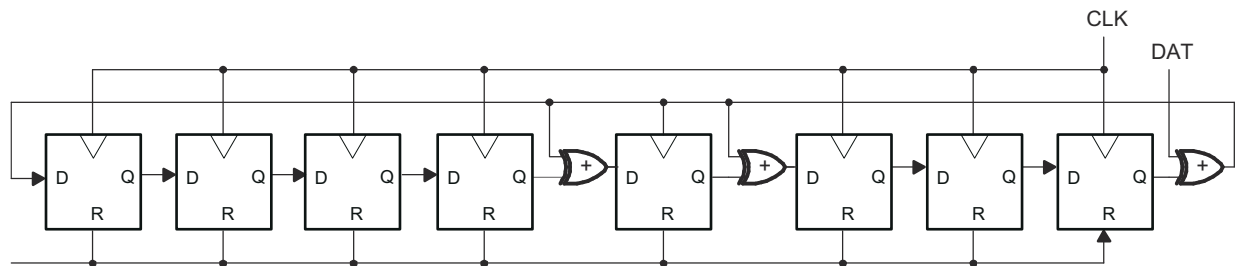 CLK
DAT
D Q D Q D Q D Q + D Q + D Q D Q D Q +
R R R R R R R R